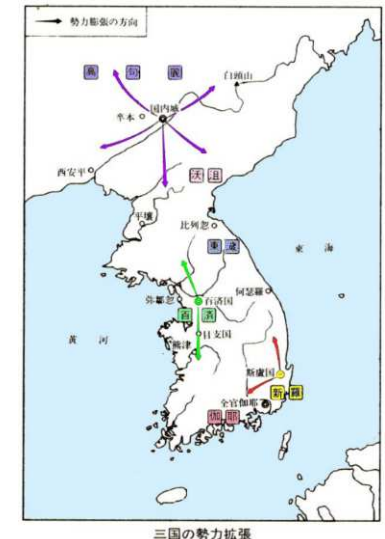 勢力膨張の方向
高句麗
白頭山
国内城
卒本
西安平
沃沮
平壌
比列忽
東濊
東海
何瑟羅
弥鄒忽
百済国
百済
目支国
黄河
熊津
斯盧国
新羅
金官伽耶
伽耶
三国の勢力拡張